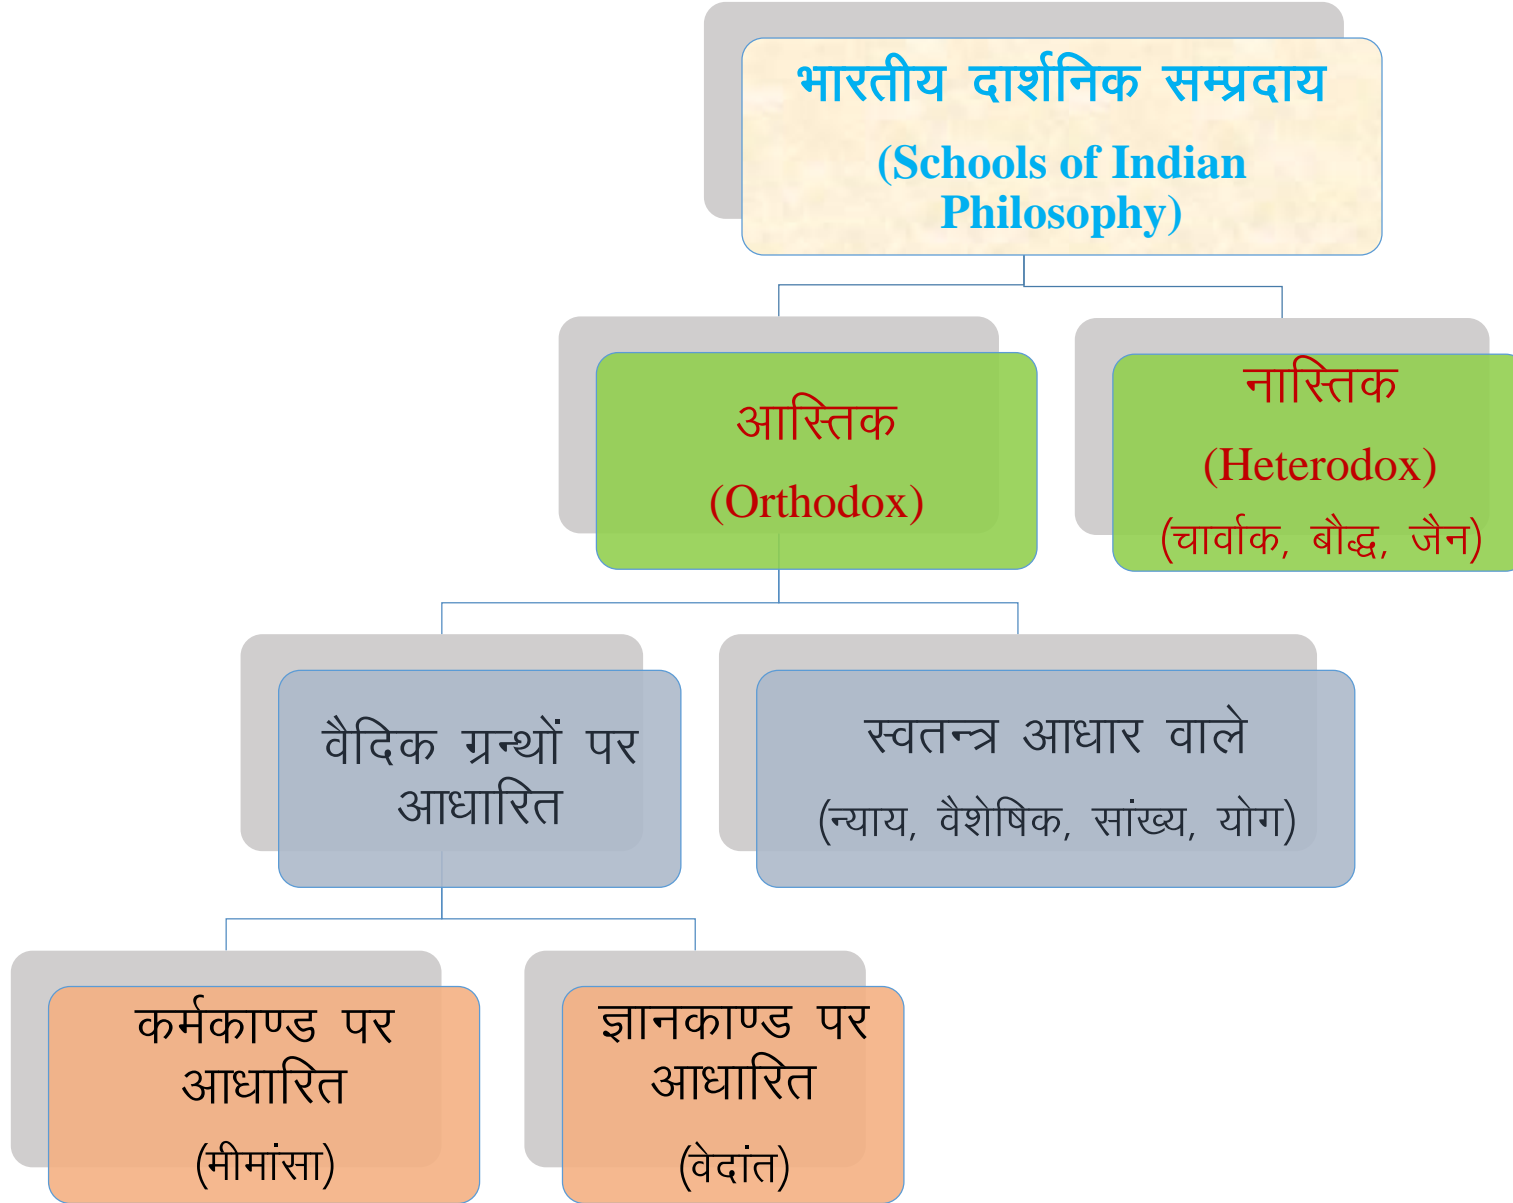 भारतीय दार्शनिक सम्प्रदाय
(Schools of Indian
Philosophy)
आस्तिक
(Orthodox)
नास्तिक
(Heterodox)
(चार्वाक, बौद्ध, जैन)
वैदिक ग्रन्थों पर
आधारित
स्वतन्त्र आधार वाले
(न्याय, वैशेषिक, सांख्य, योग)
कर्मकाण्ड पर
आधारित
(मीमांसा)
ज्ञानकाण्ड पर
आधारित
(वेदांत)